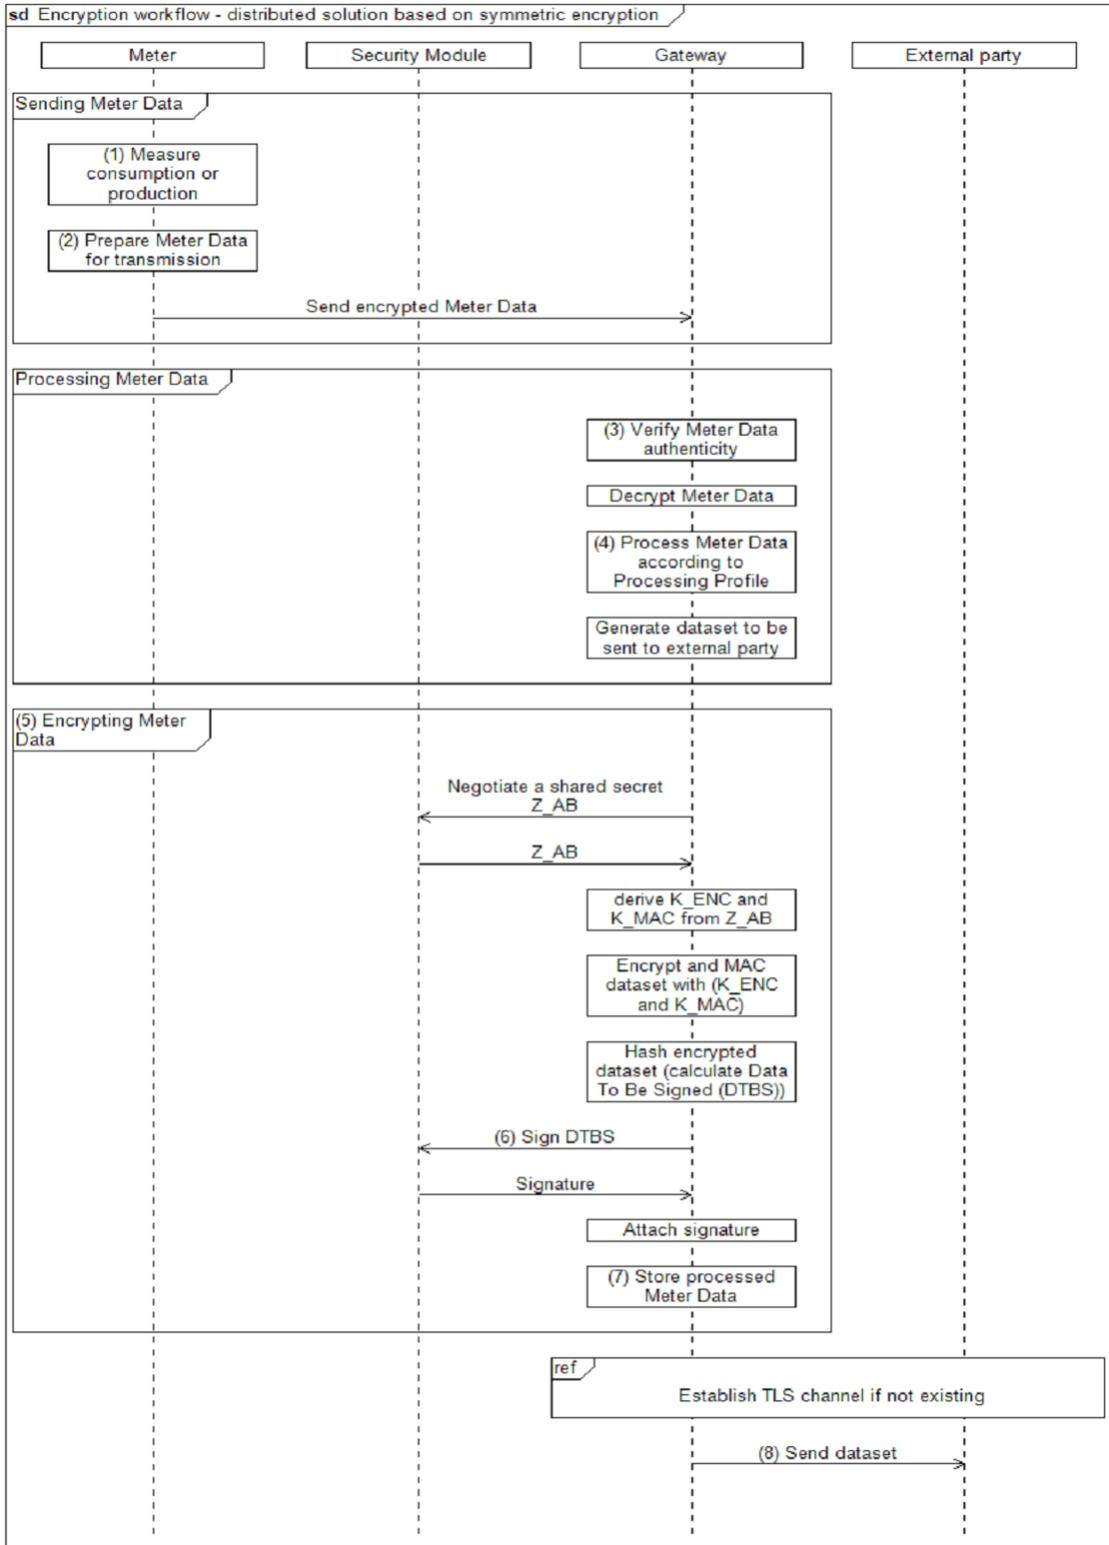 sd Encryption workflow - distributed solution based on symmetric encryption
Meter
Security Module
Gateway
External party
Sending Meter Data
(1) Measure
consumption or
production
(2) Prepare Meter Data
for transmission
Send encrypted Meter Data
Processing Meter Data
(3) Verify Meter Data
authenticity
Decrypt Meter Data
(4) Process Meter Data
according to
Processing Profile
Generate dataset to be
sent to external party
(5) Encrypting Meter
Data
Negotiate a shared secret
Z_AB
Z_AB
derive K_ENC and
K_MAC from Z_AB
Encrypt and MAC
dataset with (K_ENC
and K_MAC)
Hash encrypted
dataset (calculate Data
To Be Signed (DTBS))
(6) Sign DTBS
Signature
Attach signature
(7) Store processed
Meter Data
ref
Establish TLS channel if not existing
(8) Send dataset